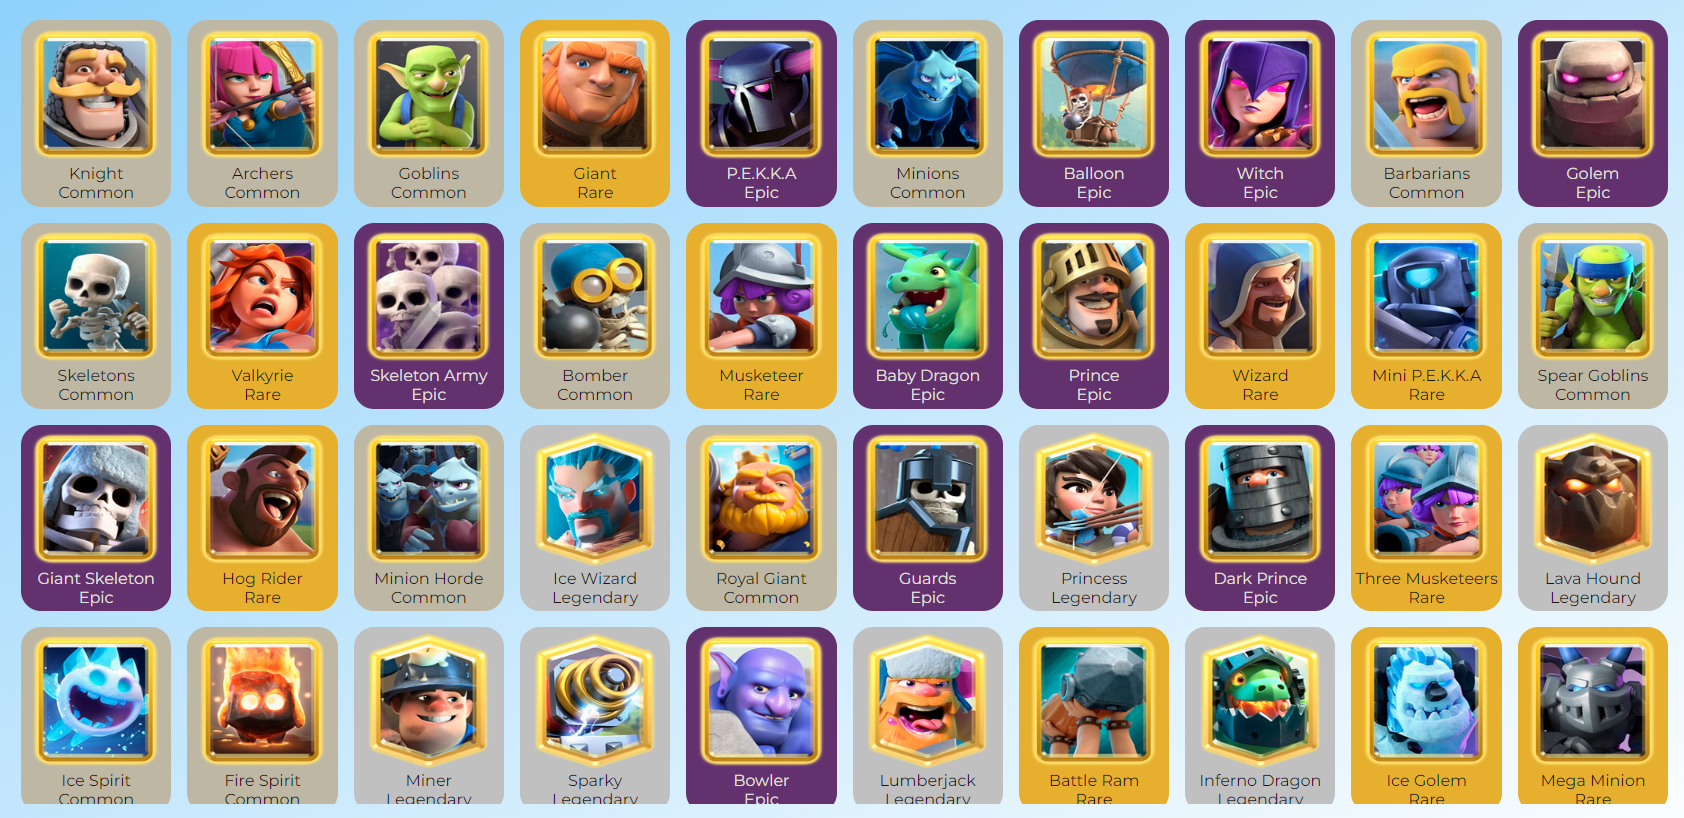 Knight
Common
Archers
Common
Goblins
Common
Giant
Rare
P.E.K.K.A
Epic
Minions
Common
Balloon
Epic
Witch
Epic
Barbarians
Common
Golem
Epic
Skeletons
Common
Valkyrie
Rare
Skeleton Army
Epic
Bomber
Common
Musketeer
Rare
Baby Dragon
Epic
Prince
Epic
Wizard
Rare
Mini P.E.K.K.A
Rare
Spear Goblins
Common
Giant Skeleton
Epic
Hog Rider
Rare
Minion Horde
Common
Ice Wizard
Legendary
Royal Giant
Common
Guards
Epic
Princess
Legendary
Dark Prince
Epic
Three Musketeers
Rare
Lava Hound
Legendary
Ice Spirit
Common
Fire Spirit
Common
Miner
Legendary
Sparky
Legendary
Bowler
Epic
Lumberjack
Legendary
Battle Ram
Rare
Inferno Dragon
Legendary
Ice Golem
Rare
Mega Minion
Rare